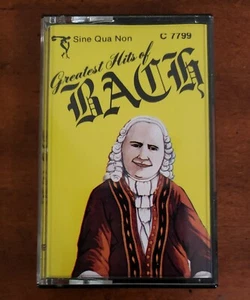 Sine Qua Non C 7799
Greatest Hits of
BACH